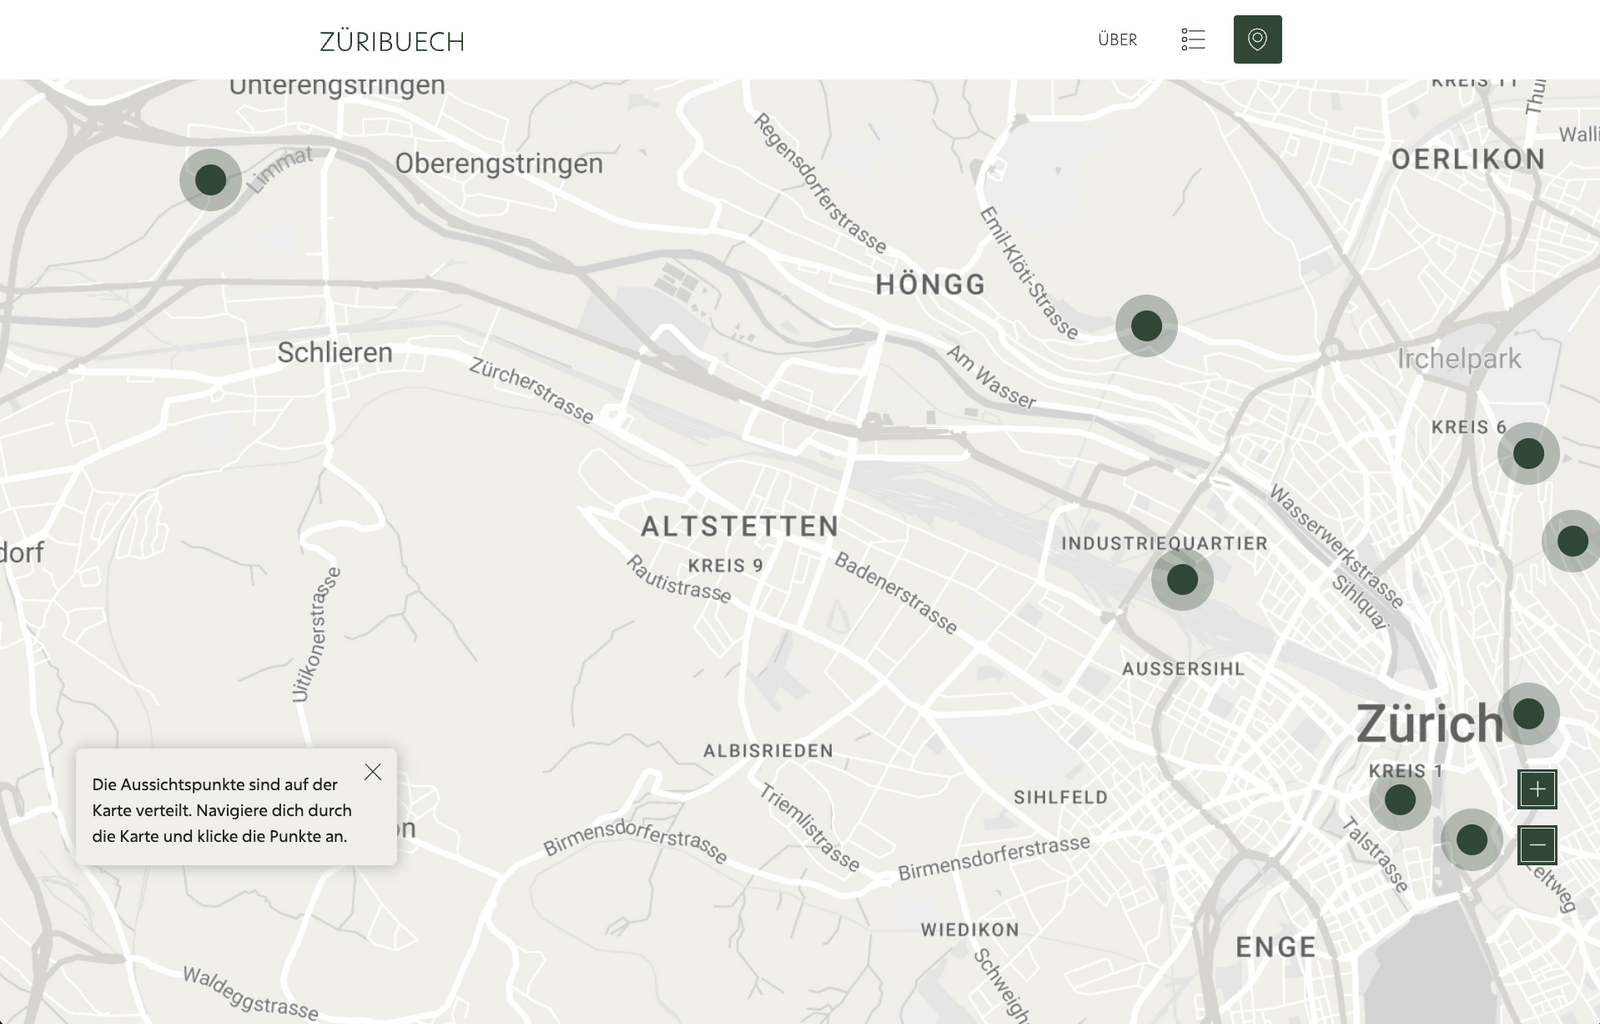 ZÜRIBUECH
ÜBER
Unterengstringen
KREIS 11
Thu
Walli
Regensdorferstrasse
Limmat
Oberengstringen
OERLIKON
Emil-Klöti-Strasse
HÖNGG
Schlieren
Zürcherstrasse
Am Wasser
Irchelpark
KREIS 6
Wasserwerkstrasse
ALTSTETTEN
KREIS 9
INDUSTRIEQUARTIER
dorf
Rautistrasse
Badenerstrasse
Sihlquai
Uitikonerstrasse
AUSSERSIHL
Zürich
ALBISRIEDEN
KREIS 1
Die Aussichtspunkte sind auf der
Karte verteilt. Navigiere dich durch
die Karte und klicke die Punkte an.
on
SIHLFELD
Triemlistrasse
Birmensdorferstrasse
Birmensdorferstrasse
Talstrasse
Zeltweg
WIEDIKON
ENGE
Schweigh
Waldeggstrasse